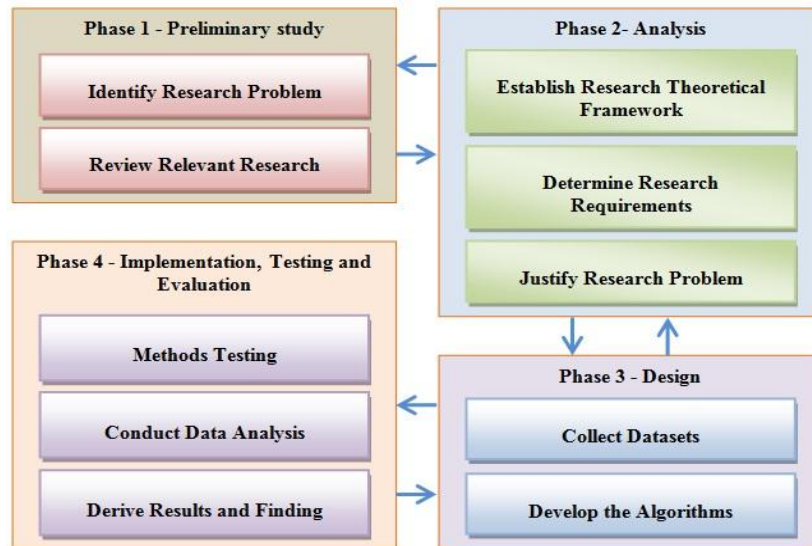 Phase 1 - Preliminary study
Identify Research Problem
Review Relevant Research
Phase 2- Analysis
Establish Research Theoretical
Framework
Determine Research
Requirements
Justify Research Problem
Phase 3 - Design
Collect Datasets
Develop the Algorithms
Phase 4 - Implementation, Testing and
Evaluation
Methods Testing
Conduct Data Analysis
Derive Results and Finding